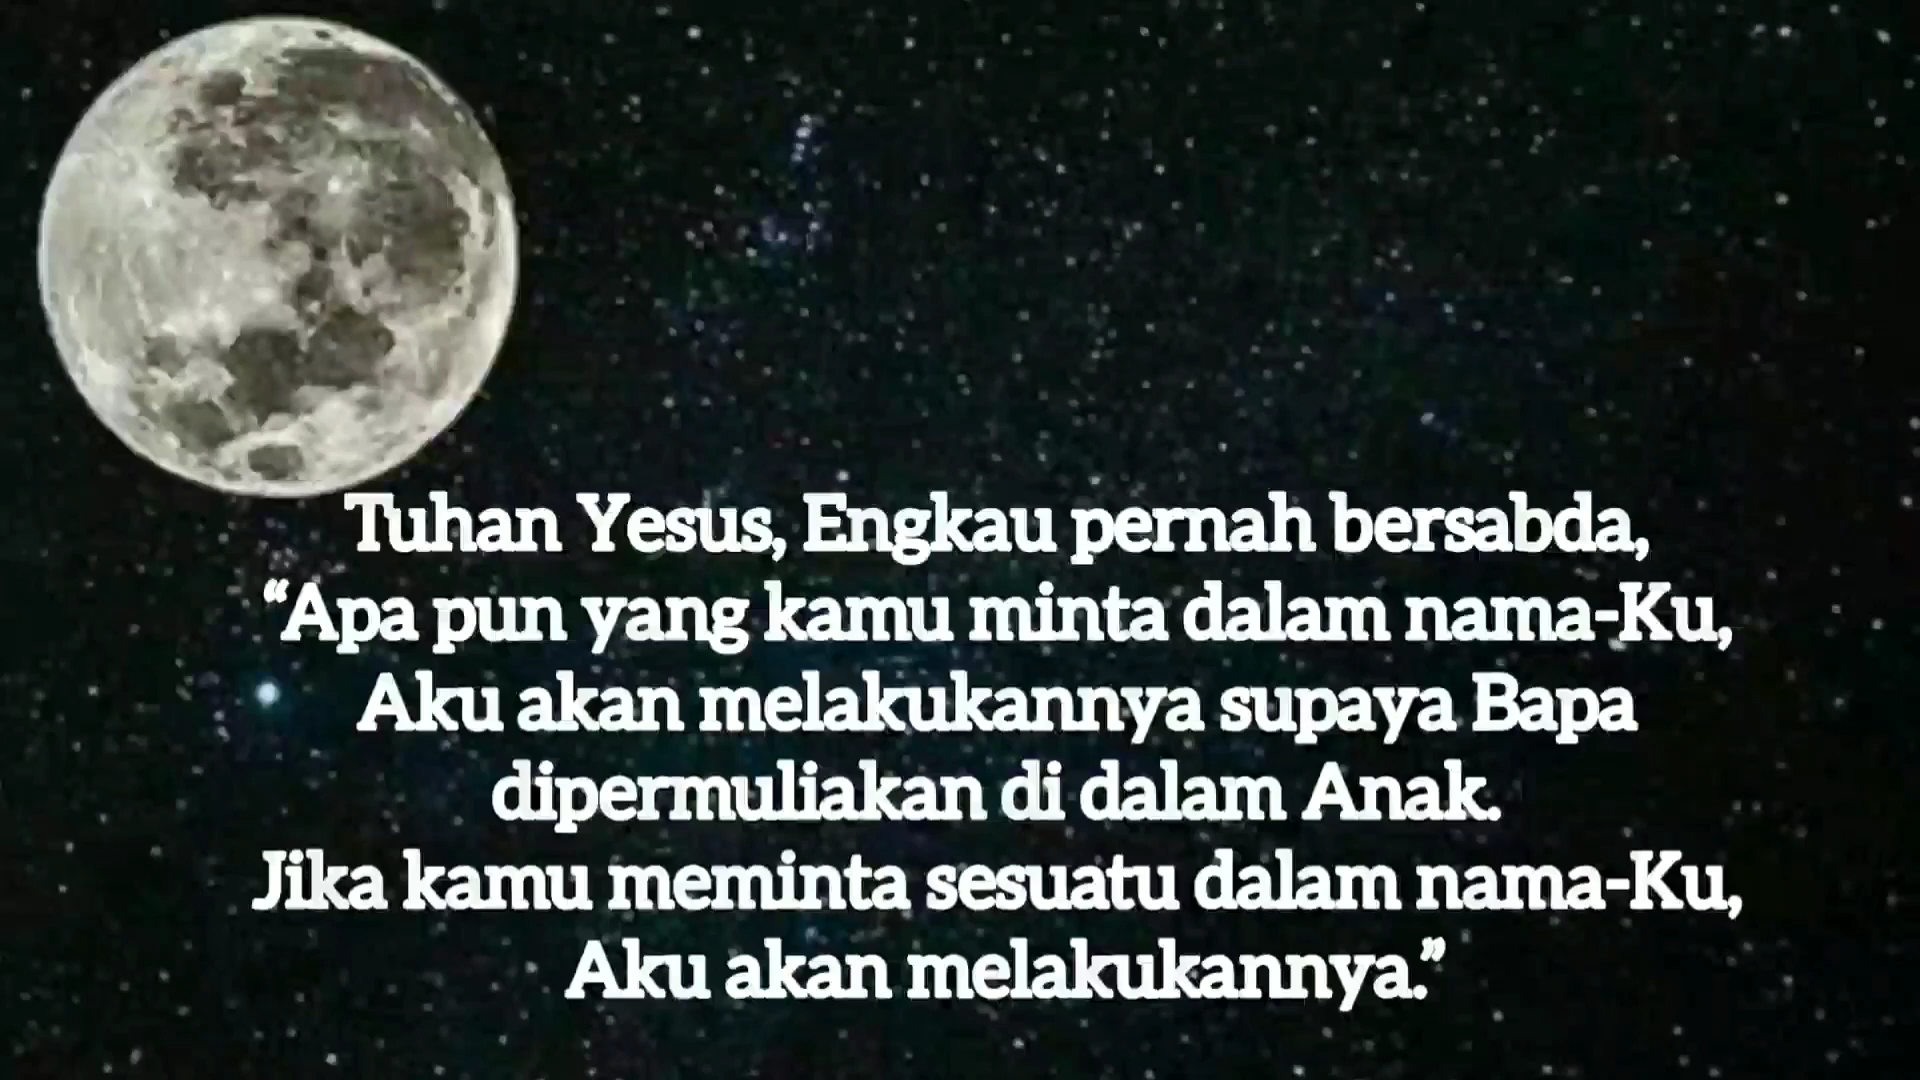 Tuhan Yesus, Engkau pernah bersabda,
“Apa pun yang kamu minta dalam nama-Ku,
Aku akan melakukannya supaya Bapa
dipermuliakan di dalam Anak.
Jika kamu meminta sesuatu dalam nama-Ku,
Aku akan melakukannya.”